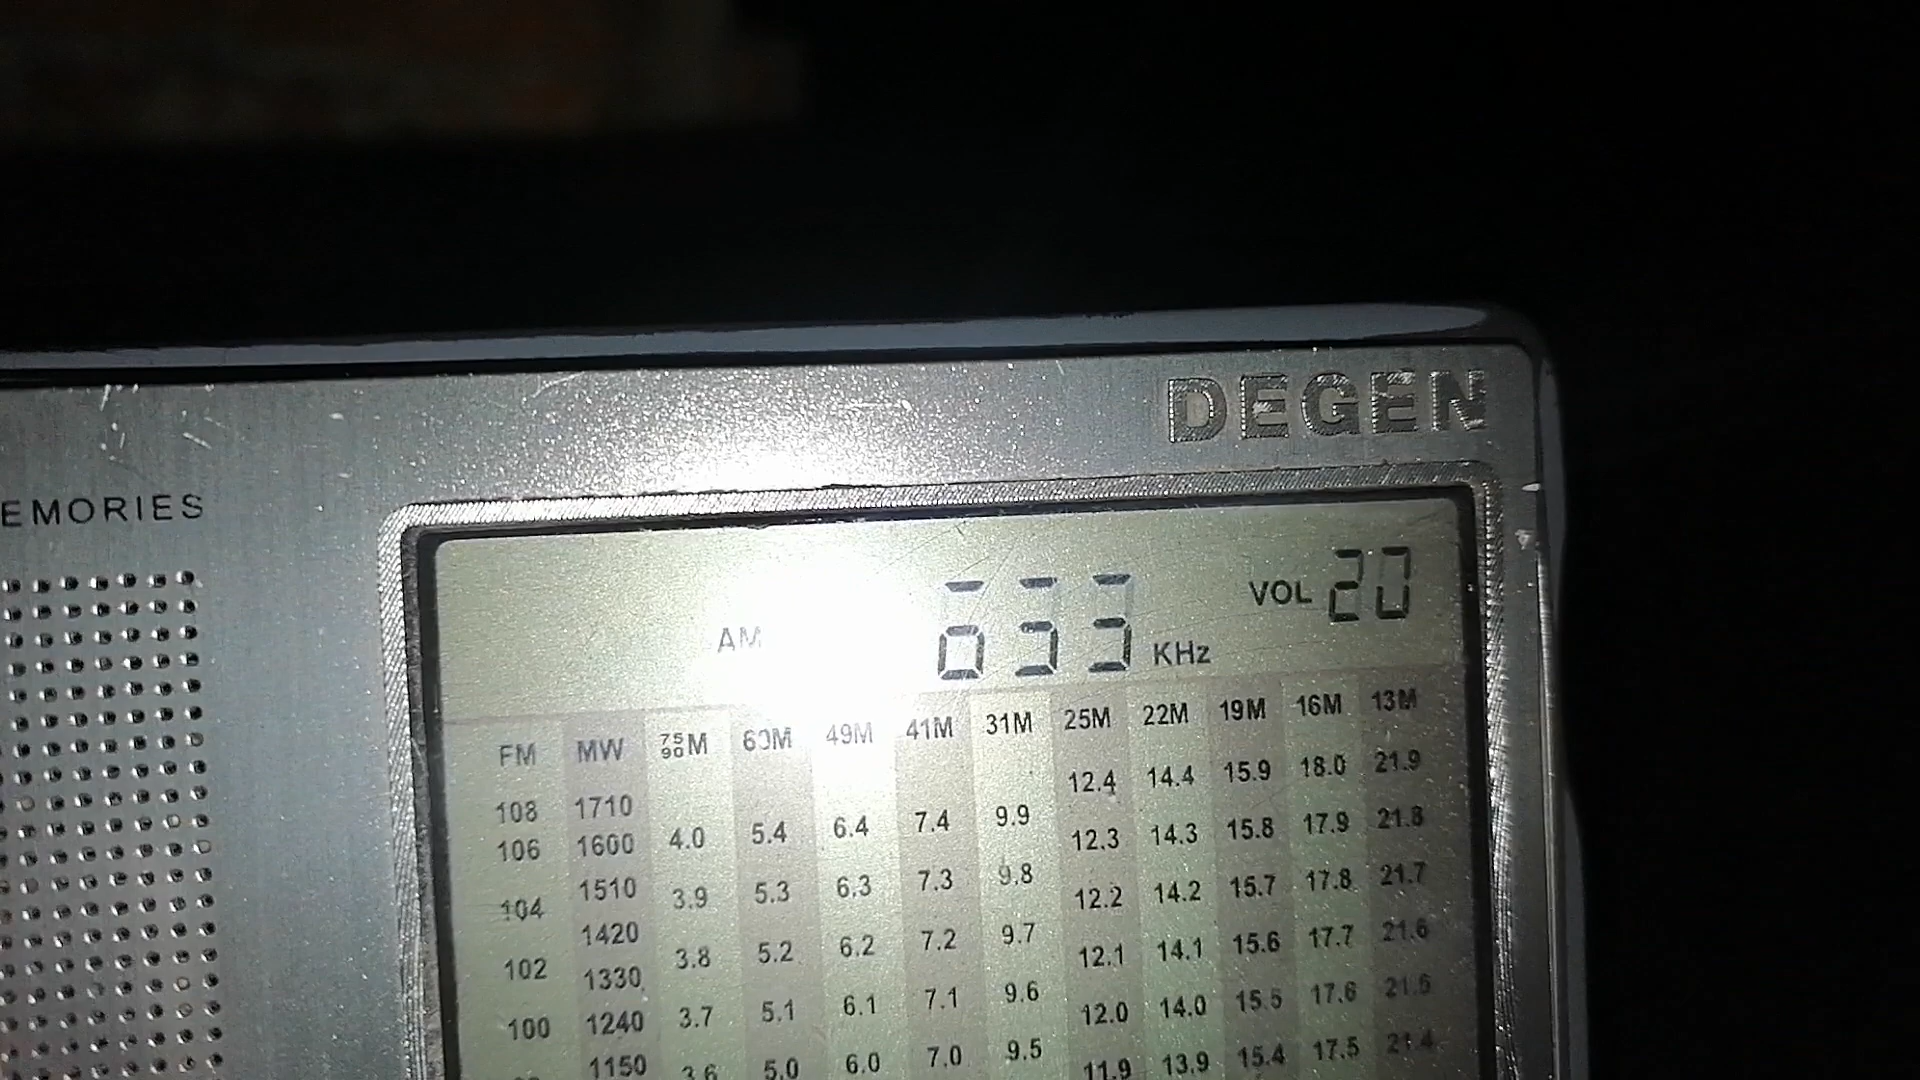 DEGEN
EMORIES
VOL 20
AM KHz
FM MW 75 90 M 60M 49M 41M 31M 25M 22M 19M 16M 13M
12.4 14.4 15.9 18.0 21.9
108 1710
106 1600 4.0 5.4 6.4 7.4 9.9 12.3 14.3 15.8 17.9 21.8
104 1510 3.9 5.3 6.3 7.3 9.8 12.2 14.2 15.7 17.8 21.7
1420
102 1330 3.8 5.2 6.2 7.2 9.7 12.1 14.1 15.6 17.7 21.6
100 1240 3.7 5.1 6.1 7.1 9.6 12.0 14.0 15.5 17.6 21.5
1150 3.6 5.0 6.0 7.0 9.5 11.9 13.9 15.4 17.5 21.4